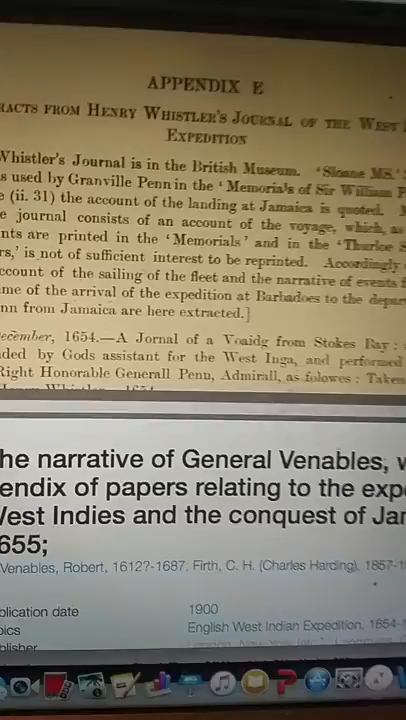 APPENDIX E
RACTS FROM HENRY WHISTLER'S JOURNAL OF THE WEST
EXPEDITION
Whistler's Journal is in the British Museum. 'Sloane MS.'
s used by Granville Penn in the 'Memorials of Sir William P
e (ii. 31) the account of the landing at Jamaica is quoted.
e journal consists of an account of the voyage, which, as
nts are printed in the 'Memorials' and in the 'Thurloe S
rs,' is not of sufficient interest to be reprinted. Accordingly
ccount of the sailing of the fleet and the narrative of events f
me of the arrival of the expedition at Barbadoes to the depar
nn from Jamaica are here extracted.]
ecember, 1654.—A Jornal of a Voaidg from Stokes Bay :
ded by Gods assistant for the West Inga, and performed
Right Honorable Generall Penn, Admirall, as folowes : Taken
Whistler 1654
he narrative of General Venables, w
endix of papers relating to the expe
West Indies and the conquest of Jam
655;
Venables, Robert, 1612?-1687; Firth, C. H. (Charles Harding), 1857-1
blication date 1900
pics English West Indian Expedition, 1654-
blisher